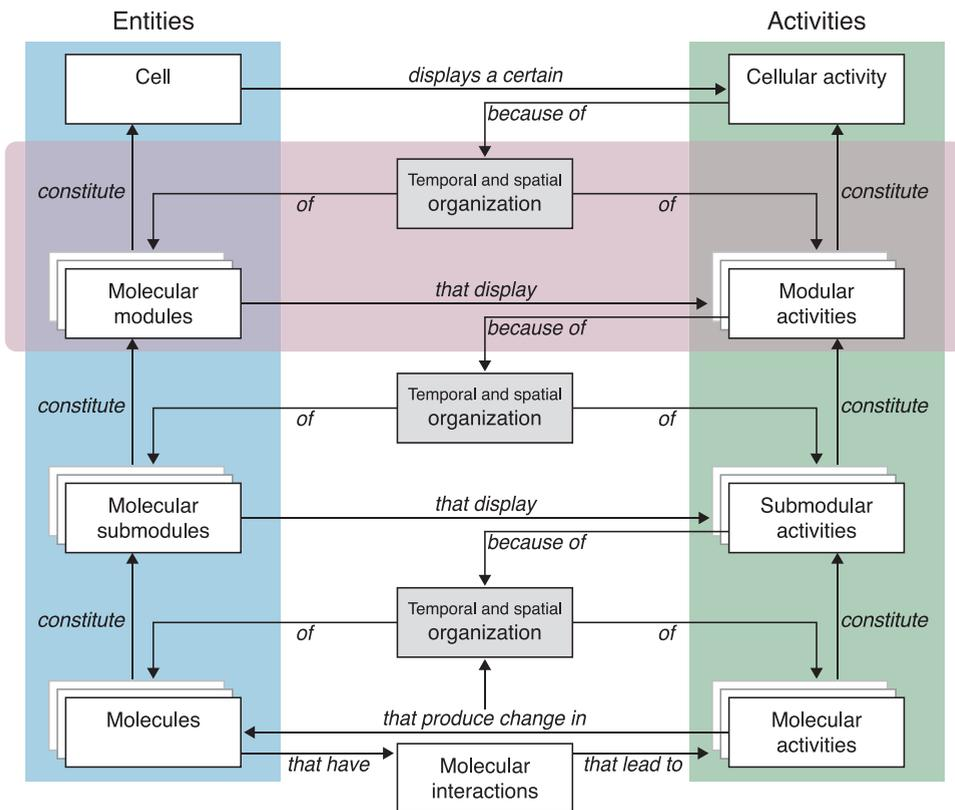 Entities
Activities
Cell
displays a certain
Cellular activity
because of
constitute
Temporal and spatial
organization
constitute
of
of
Molecular
modules
that display
Modular
activities
because of
constitute
Temporal and spatial
organization
constitute
of
of
Molecular
submodules
that display
Submodular
activities
because of
constitute
Temporal and spatial
organization
constitute
of
of
Molecules
that produce change in
Molecular
activities
that have
Molecular
interactions
that lead to